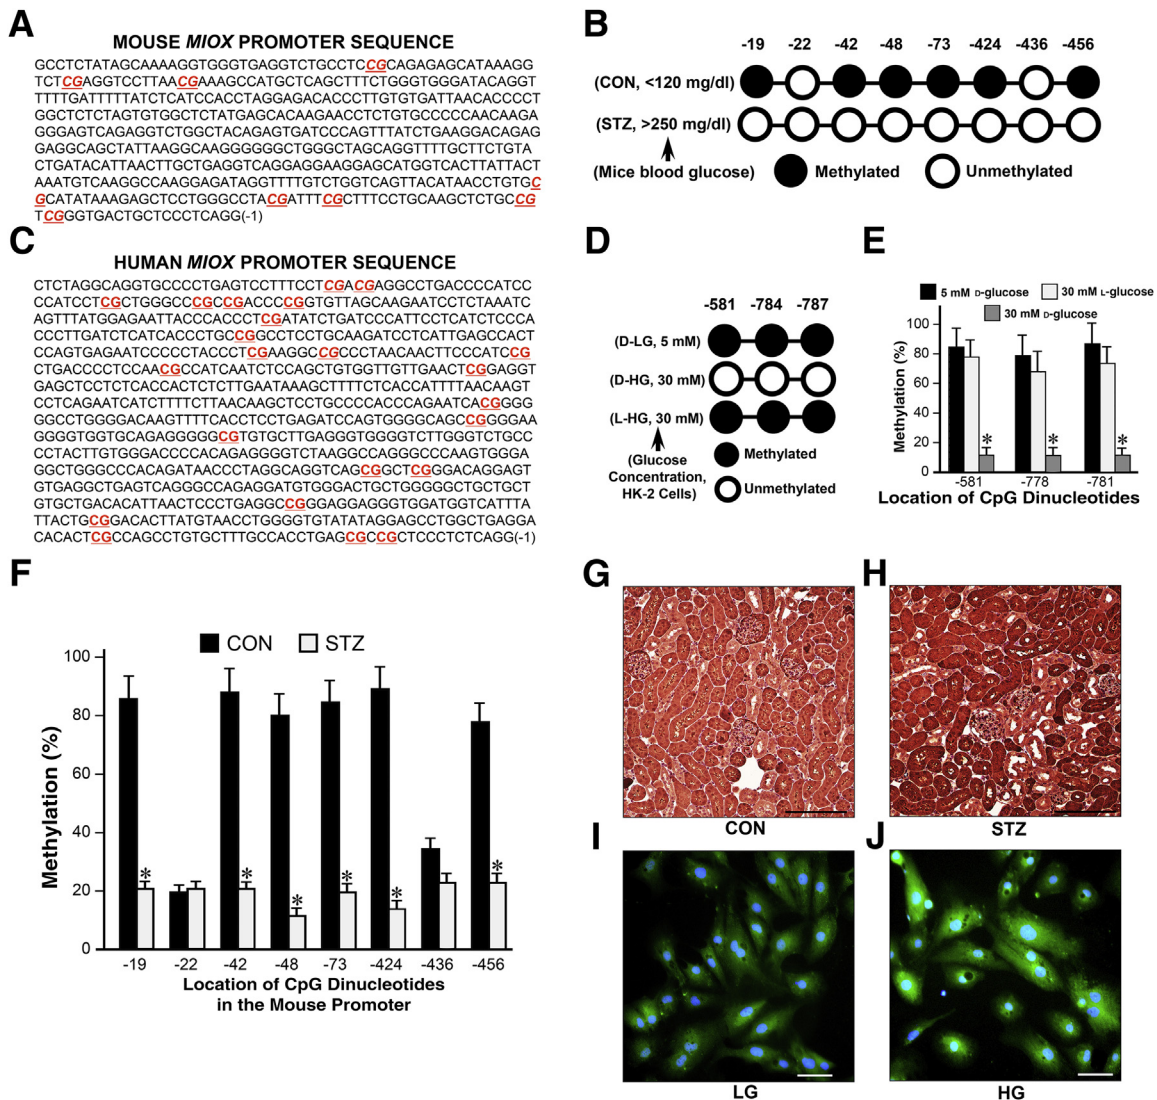 A
MOUSE MIOX PROMOTER SEQUENCE
GCCTCTATAGCAAAAGGTGGGTGAGGTCTGCCTCCGCAGAGAGCATAAAGG
TCTCGAGGTCCTTAACGAAAGCCATGCTCAGCTTTCTGGGTGGGATACAGGT
TTTTGATTTTTATCTCATCCACCTAGGAGACACCCTTGTGTGATTAACACCCCT
GGCTCTCTAGTGTGGCTCTATGAGCACAAGAACCTCTGTGCCCCCAACAAGA
GGGAGTCAGAGGTCTGGCTACAGAGTGATCCCAGTTTATCTGAAGGACAGAG
GAGGCAGCTATTAAGGCAAGGGGGGCTGGGCTAGCAGGTTTTGCTTCTGTA
CTGATACATTAACTTGCTGAGGTCAGGAGGAAGGAGCATGGTCACTTATTACT
AAATGTCAAGGCCAAGGAGATAGGTTTTGTCTGGTCAGTTACATAACCTGTGC
GCATATAAAGAGCTCCTGGGCCTACGATTTCGCTTTCCTGCAAGCTCTGCCG
TCGGGTGACTGCTCCCTCAGG(-1)
B
-19 -22 -42 -48 -73 -424 -436 -456
(CON, <120 mg/dl)
(STZ, >250 mg/dl)
(Mice blood glucose) Methylated Unmethylated
C
HUMAN MIOX PROMOTER SEQUENCE
CTCTAGGCAGGTGCCCCTGAGTCCTTTCCTCGACGAGGCCTGACCCCATCC
CCATCCTCGCTGGGCCCGCCGACCCCGGTGTTAGCAAGAATCCTCTAAATC
AGTTTATGGAGAATTACCCACCCTCGATATCTGATCCCATTCCTCATCTCCCA
CCCTTGATCTCATCACCCTGCCGGCCTCCTGCAAGATCCTCATTGAGCCACT
CCAGTGAGAATCCCCCTACCCTCGAAGGCCGCCCTAACAACTTCCCATCCG
CTGACCCCTCCAACGCCATCAATCTCCAGCTGTGGTTGTTGAACTCGGAGGT
GAGCTCCTCTCACCACTCTCTTGAATAAAGCTTTTCTCACCATTTTAACAAGT
CCTCAGAATCATCTTTTCTTAACAAGCTCCTGCCCCACCCAGAATCACGGGG
GGCCTGGGGACAAGTTTTCACCTCCTGAGATCCAGTGGGGCAGCCGGGGAA
GGGGTGGTGCAGAGGGGGCGTGTGCTTGAGGGTGGGGTCTTGGGTCTGCC
CCTACTTGTGGGACCCCACAGAGGGGTCTAAGGCCAGGGCCCAAGTGGGA
GGCTGGGCCCACAGATAACCCTAGGCAGGTCAGCGGCTCGGGACAGGAGT
GTGAGGCTGAGTCAGGGCCAGAGGATGTGGGACTGCTGGGGCTGCTGCT
GTGCTGACACATTAACTCCCTGAGGCCGGGAGGAGGGTGGATGGTCATTTA
TTACTGCGGACACTTATGTAACCTGGGGTGTATATAGGAGCCTGGCTGAGGA
CACACTCGCCAGCCTGTGCTTTGCCACCTGAGCGCCGCTCCCTCTCAGG(-1)
D
-581 -784 -787
(D-LG, 5 mM)
(D-HG, 30 mM)
(L-HG, 30 mM)
(Glucose
Concentration,
HK-2 Cells)
Methylated
Unmethylated
E
5 mM D-glucose 30 mM L-glucose
30 mM D-glucose
Methylation (%)
100
80
60
40
20
0
* * *
-581 -778 -781
Location of CpG Dinucleotides
F
CON STZ
Methylation (%)
100
80
60
40
20
0
* * * * * *
-19 -22 -42 -48 -73 -424 -436 -456
Location of CpG Dinucleotides
in the Mouse Promoter
G
CON
H
STZ
I
LG
J
HG